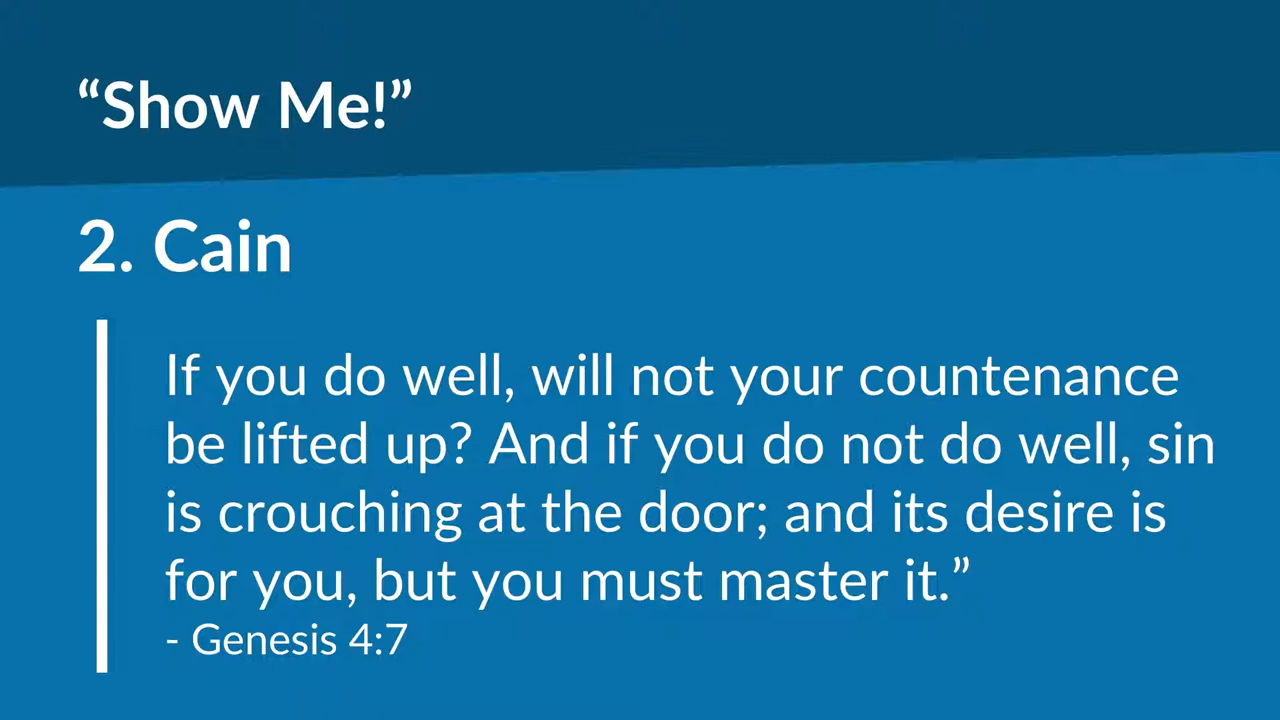 “Show Me!”
2. Cain
If you do well, will not your countenance
be lifted up? And if you do not do well, sin
is crouching at the door; and its desire is
for you, but you must master it.”
- Genesis 4:7